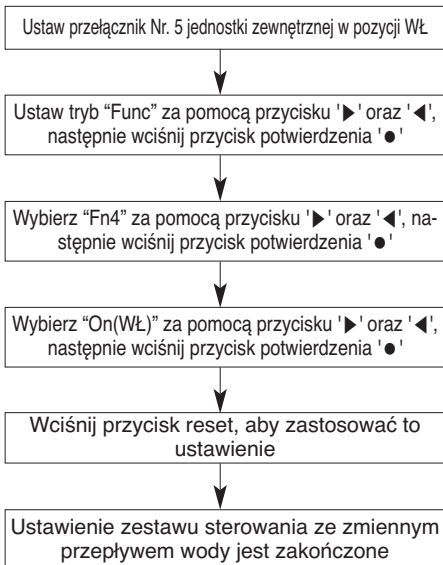 Ustaw przełącznik Nr. 5 jednostki zewnętrznej w pozycji WŁ
Ustaw tryb “Func” za pomocą przycisku '▶' oraz '◀',
następnie wciśnij przycisk potwierdzenia '●'
Wybierz “Fn4” za pomocą przycisku '▶' oraz '◀', na-
stępnie wciśnij przycisk potwierdzenia '●'
Wybierz “On(WŁ)” za pomocą przycisku '▶' oraz '◀',
następnie wciśnij przycisk potwierdzenia '●'
Wciśnij przycisk reset, aby zastosować to
ustawienie
Ustawienie zestawu sterowania ze zmiennym
przepływem wody jest zakończone